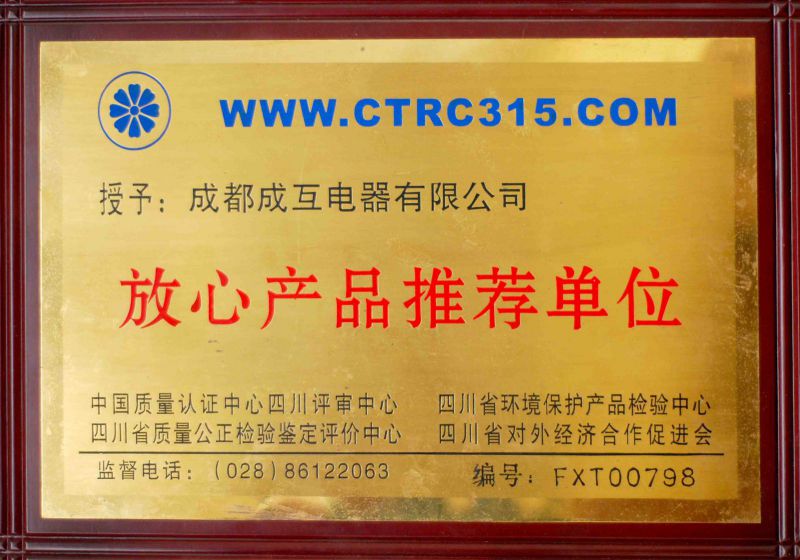 WWW.CTRC315.COM
授予：成都成互电器有限公司
放心产品推荐单位
中国质量认证中心四川评审中心 四川省环境保护产品检验中心
四川省质量公正检验鉴定评价中心 四川省对外经济合作促进会
监督电话：(028)86122063 编号：FXT00798